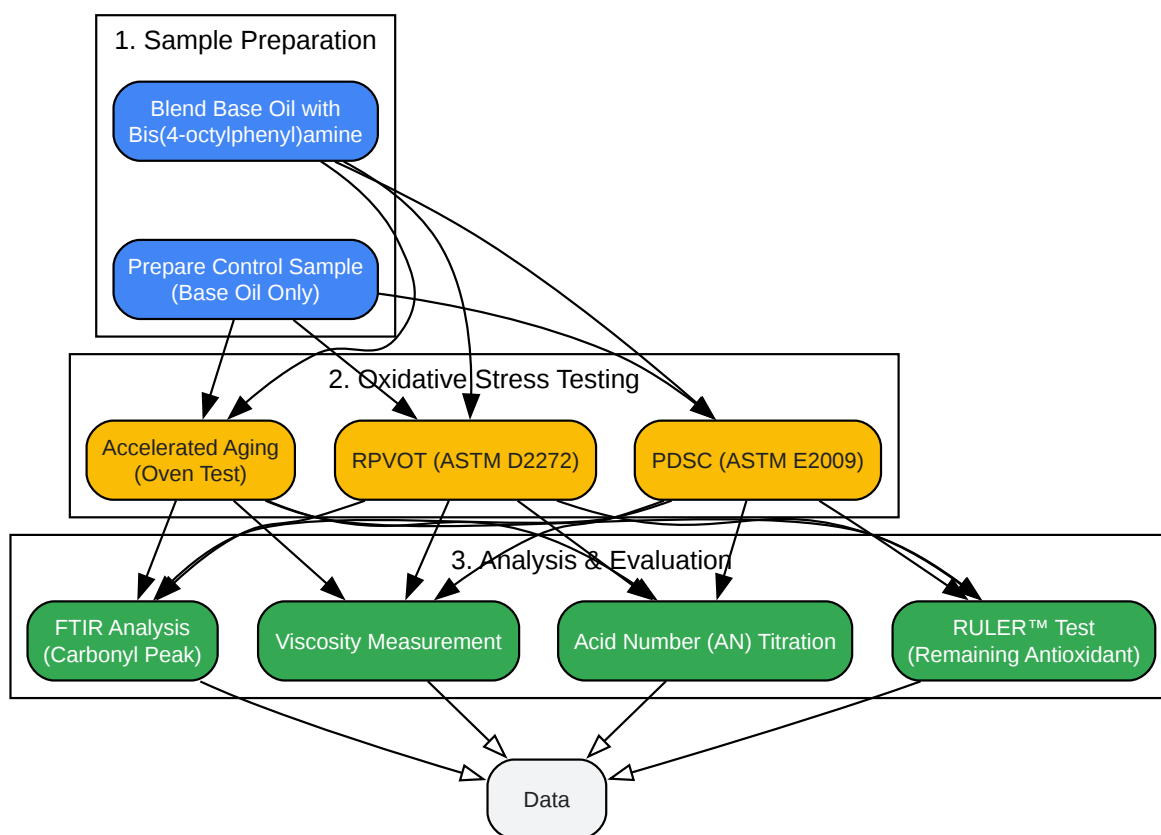 1. Sample Preparation
Blend Base Oil with
Bis(4-octylphenyl)amine
Prepare Control Sample
(Base Oil Only)
2. Oxidative Stress Testing
Accelerated Aging
(Oven Test)
RPVOT (ASTM D2272)
PDSC (ASTM E2009)
3. Analysis & Evaluation
FTIR Analysis
(Carbonyl Peak)
Viscosity Measurement
Acid Number (AN) Titration
RULER™ Test
(Remaining Antioxidant)
Data